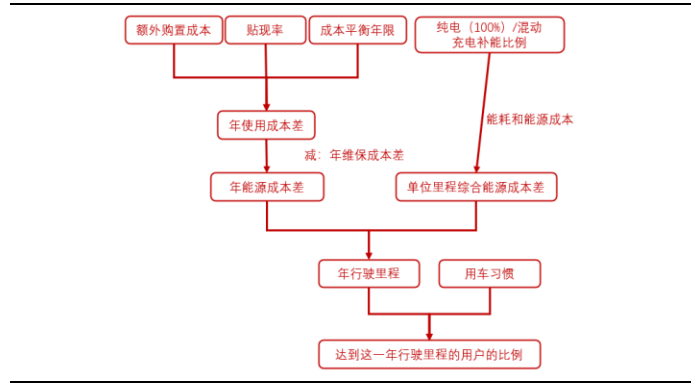 额外购置成本
贴现率
成本平衡年限
纯电（100%）/混动
充电补能比例
年使用成本差
能耗和能源成本
减：年维保成本差
年能源成本差
单位里程综合能源成本差
年行驶里程
用车习惯
达到这一年行驶里程的用户的比例